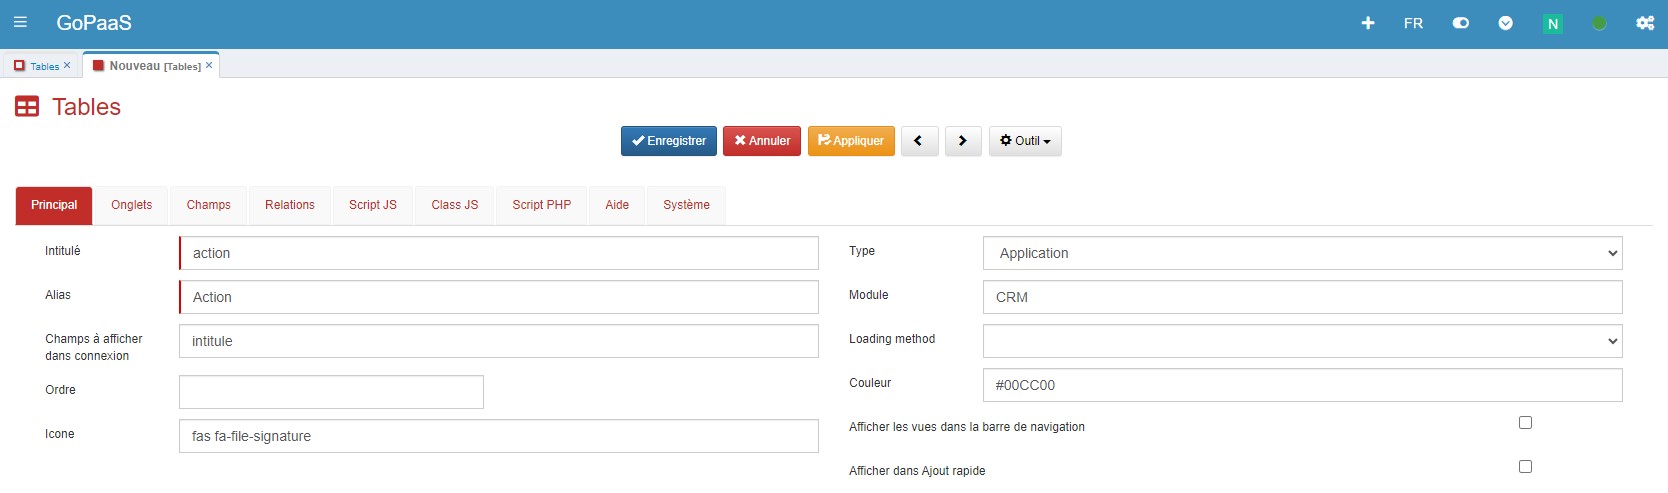 GoPaaS
FR
N
Tables ×
Nouveau [Tables] ×
Tables
Enregistrer
Annuler
Appliquer
Outil
Principal
Onglets
Champs
Relations
Script JS
Class JS
Script PHP
Aide
Système
Intitulé
action
Type
Application
Alias
Action
Module
CRM
Champs à afficher
dans connexion
intitule
Loading method
Ordre
Couleur
#00CC00
Icone
fas fa-file-signature
Afficher les vues dans la barre de navigation
Afficher dans Ajout rapide